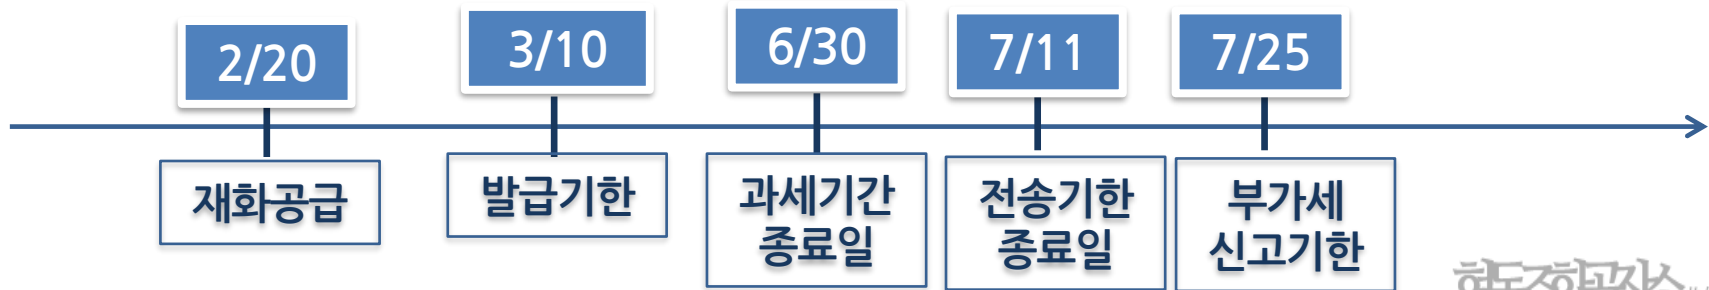 2/20
3/10
6/30
7/11
7/25
재화공급
발급기한
과세기간
종료일
전송기한
종료일
부가세
신고기한